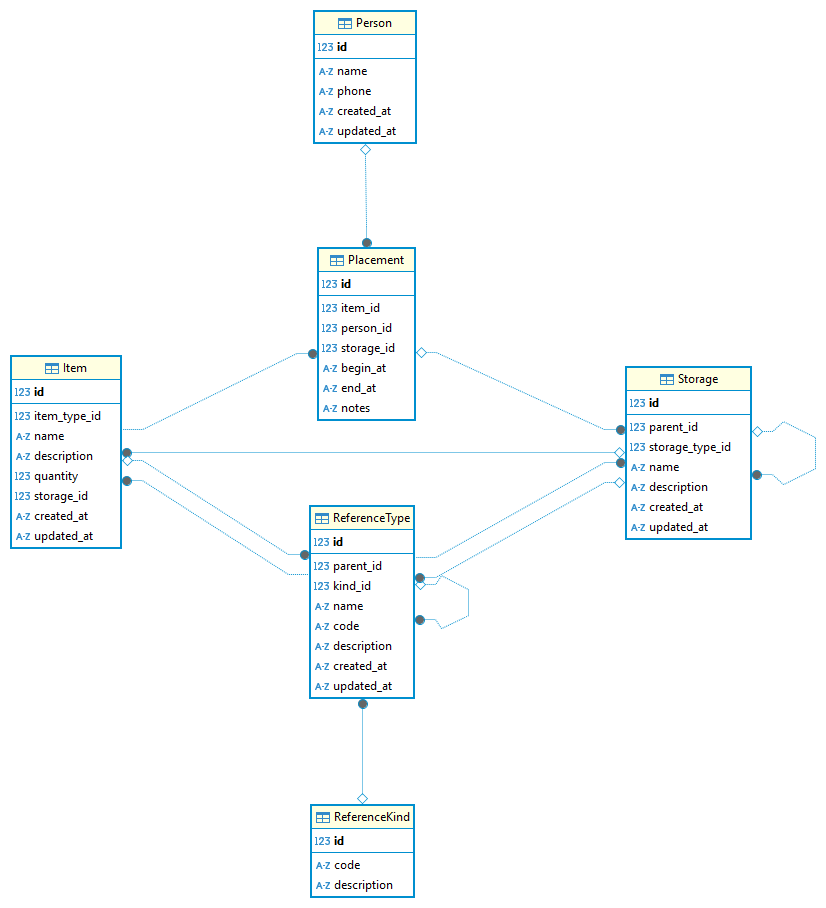 Person
123 id
A-Z name
A-Z phone
A-Z created_at
A-Z updated_at
Placement
123 id
123 item_id
123 person_id
123 storage_id
A-Z begin_at
A-Z end_at
A-Z notes
Item
123 id
123 item_type_id
A-Z name
A-Z description
123 quantity
123 storage_id
A-Z created_at
A-Z updated_at
Storage
123 id
123 parent_id
123 storage_type_id
A-Z name
A-Z description
A-Z created_at
A-Z updated_at
ReferenceType
123 id
123 parent_id
123 kind_id
A-Z name
A-Z code
A-Z description
A-Z created_at
A-Z updated_at
ReferenceKind
123 id
A-Z code
A-Z description